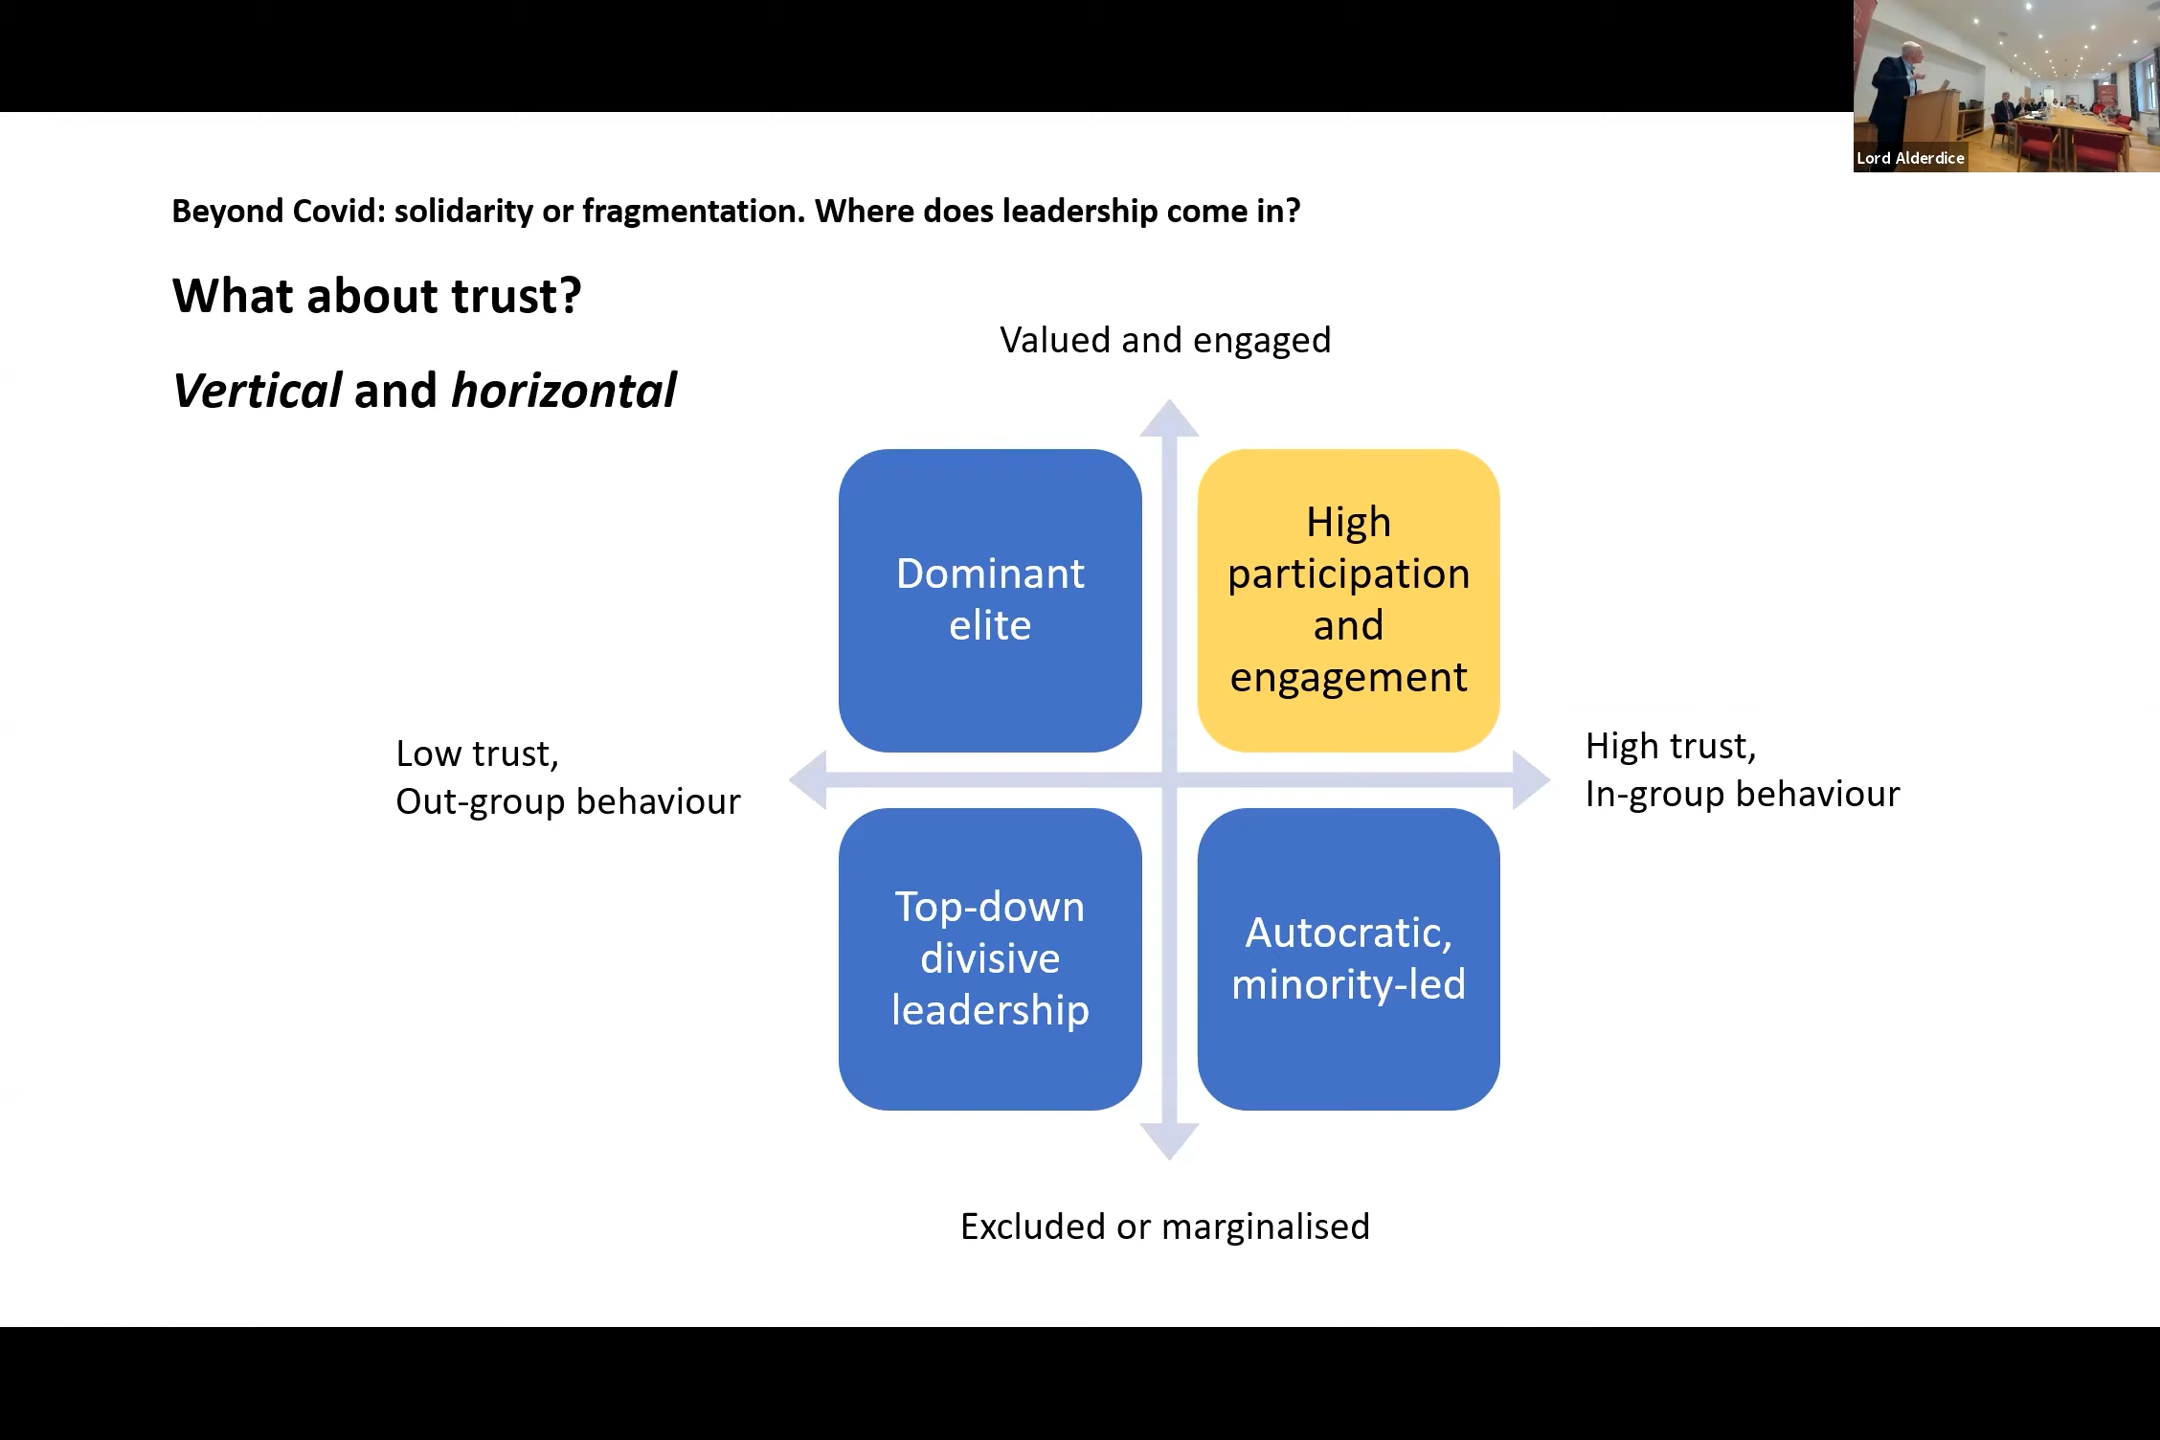 Lord Alderdice
Beyond Covid: solidarity or fragmentation. Where does leadership come in?
What about trust?
Vertical and horizontal
Valued and engaged
Dominant
elite
High
participation
and
engagement
Low trust,
Out-group behaviour
High trust,
In-group behaviour
Top-down
divisive
leadership
Autocratic,
minority-led
Excluded or marginalised